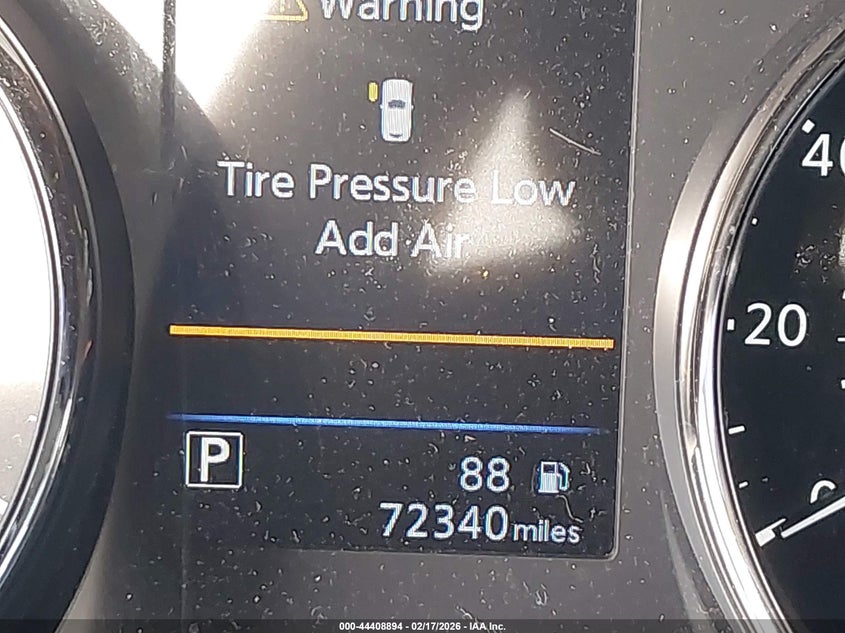 Warning
Tire Pressure Low
Add Air
40
20
P
88
72340 miles
000-44408894 - 02/17/2026 - IAA Inc.